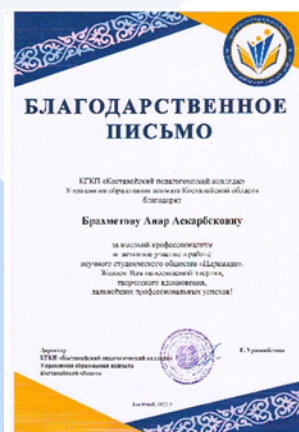 БЛАГОДАРСТВЕННОЕ
ПИСЬМО
КГКП «Костанайский педагогический колледж»
Управления образования акимата Костанайской области
благодарит
Брахметову Анар Аскарбековну
за высокий профессионализм
и активное участие в работе
научного студенческого общества
Желаем Вам неиссякаемой энергии,
творческого вдохновения,
дальнейших профессиональных успехов!
Директор
КГКП «Костанайский педагогический колледж»
Управления образования акимата
Костанайской области